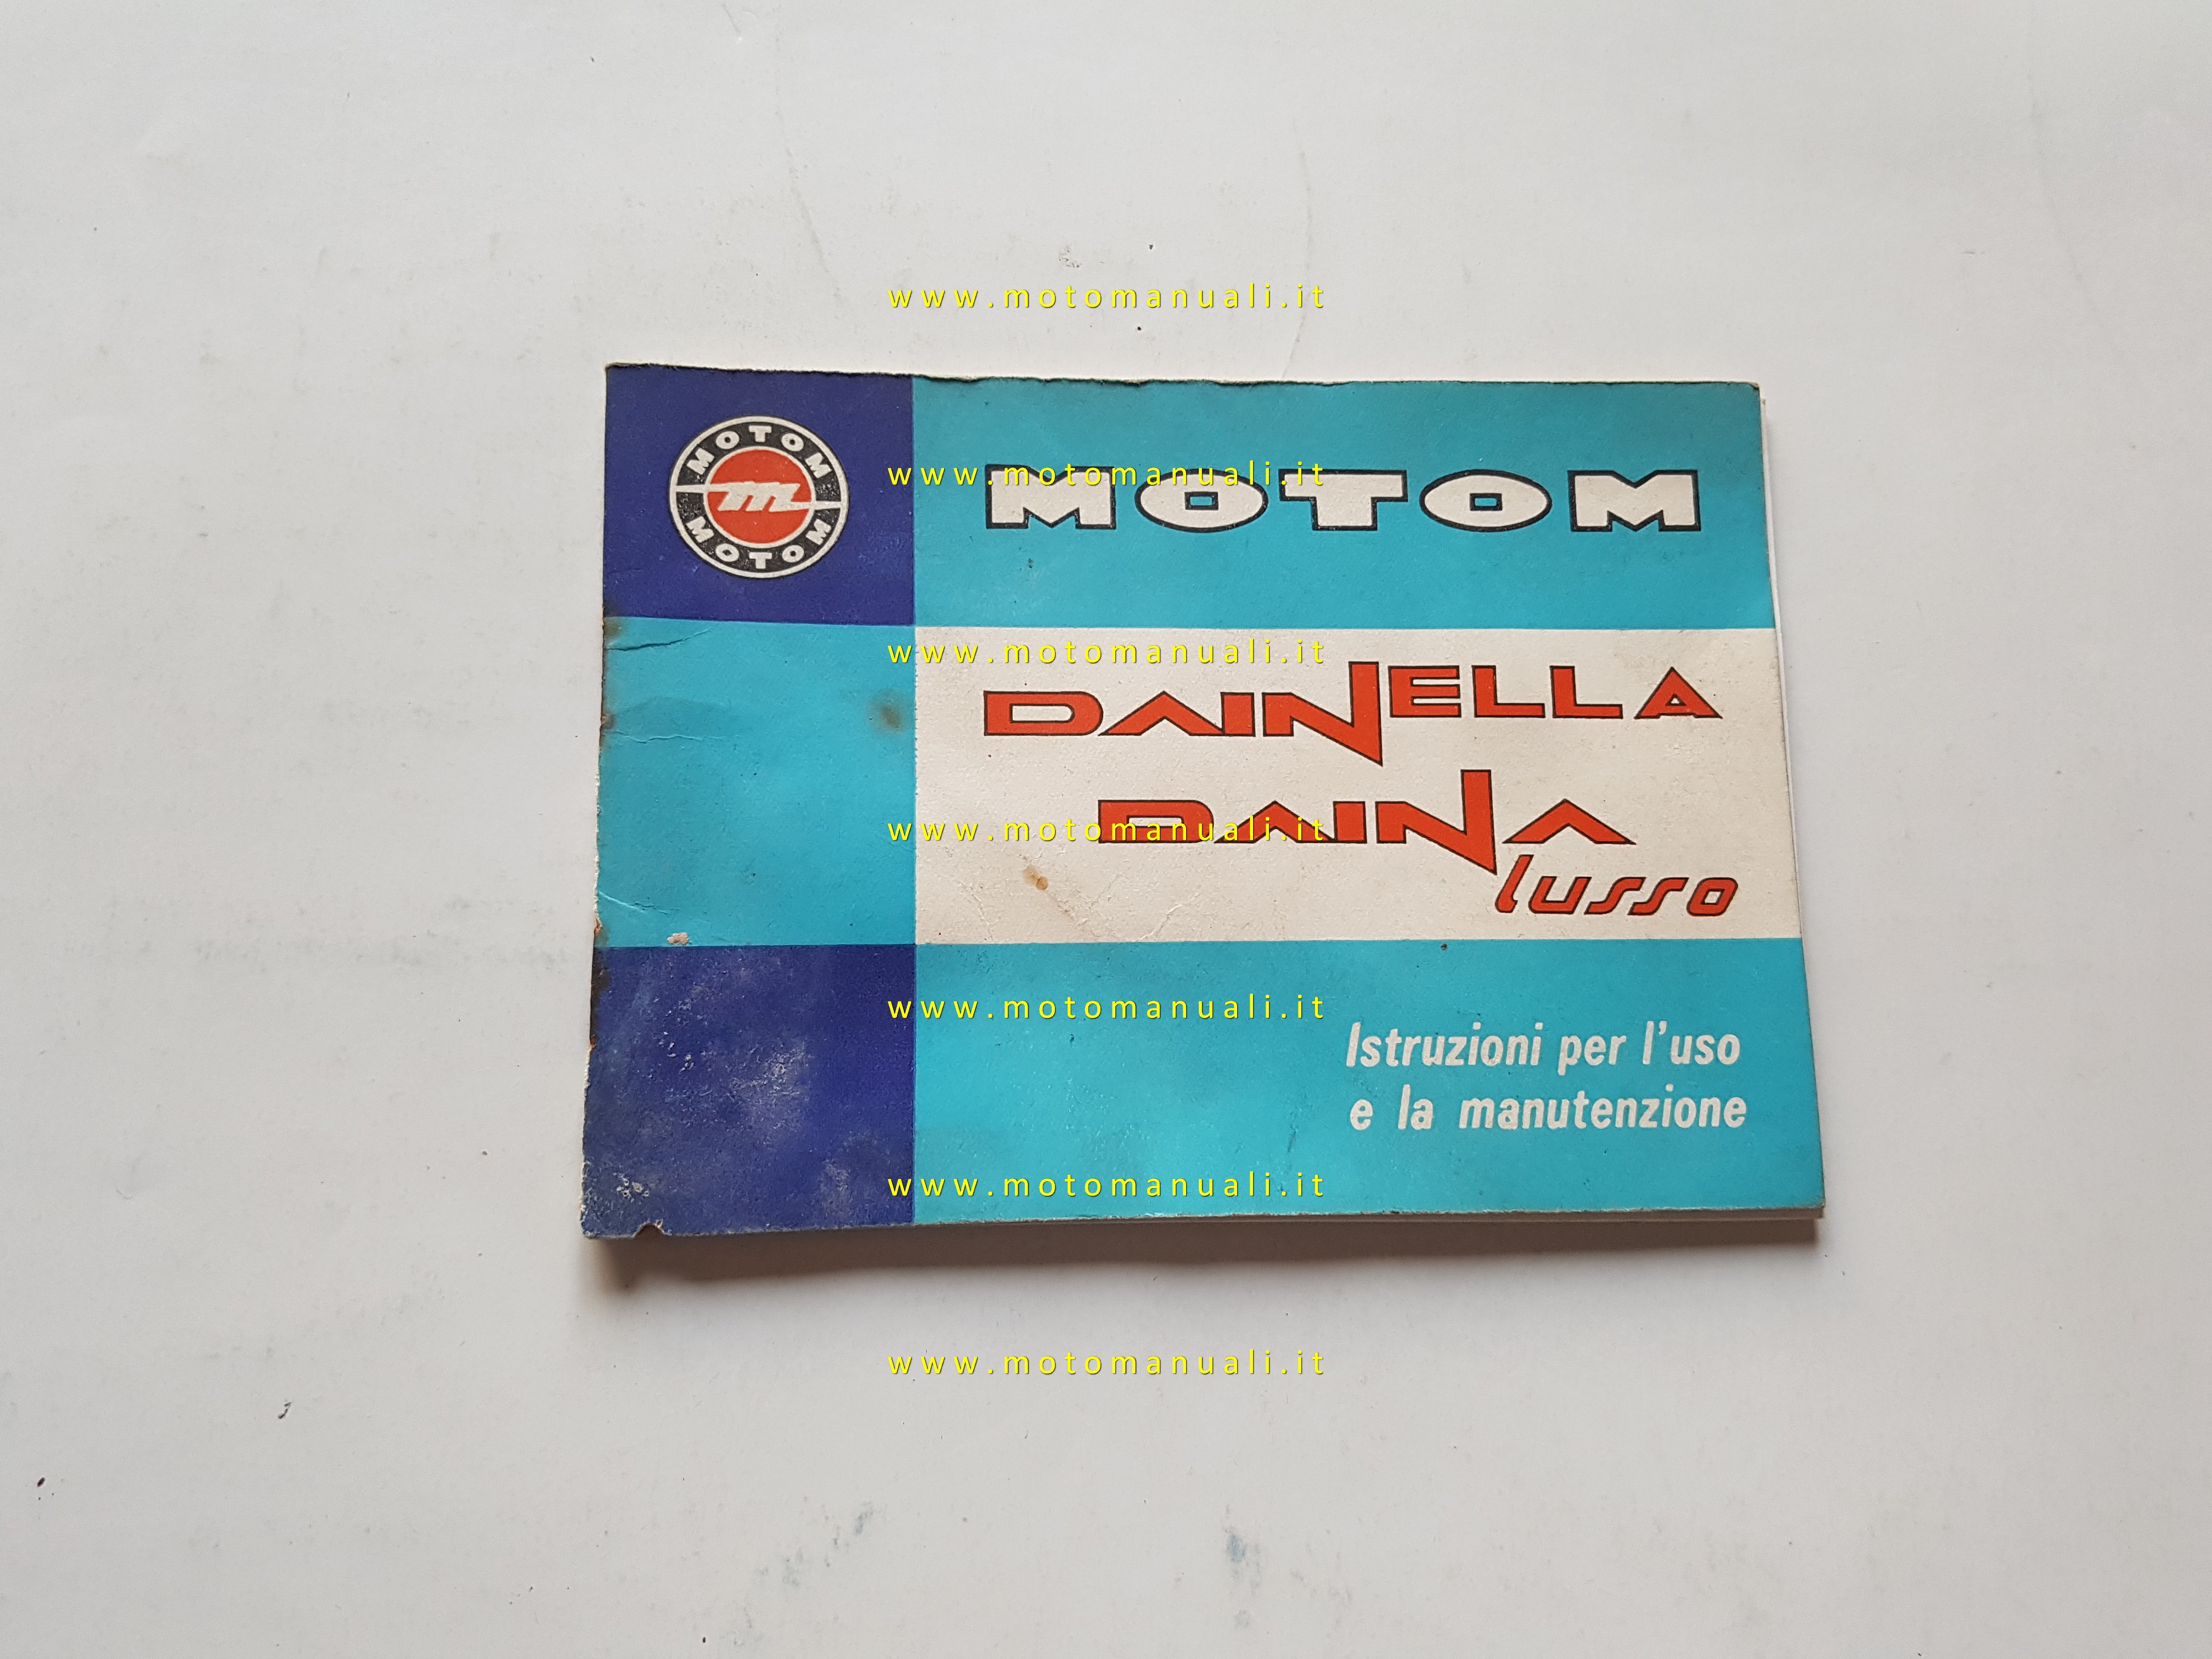 www.motomanuali.it
MOTOM
MOTOM
www.motomanuali.it
MOTOM
www.motomanuali.it
DAINELLA
www.motomanuali.it
DAINA
lusso
www.motomanuali.it
Istruzioni per l'uso
e la manutenzione
www.motomanuali.it
www.motomanuali.it